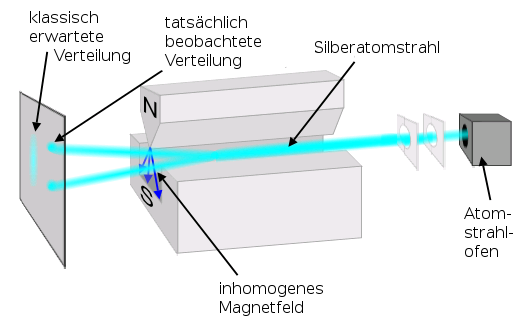 klassisch
erwartete
Verteilung
tatsächlich
beobachtete
Verteilung
Silberatomstrahl
N
S
Atom-
strahl-
ofen
inhomogenes
Magnetfeld